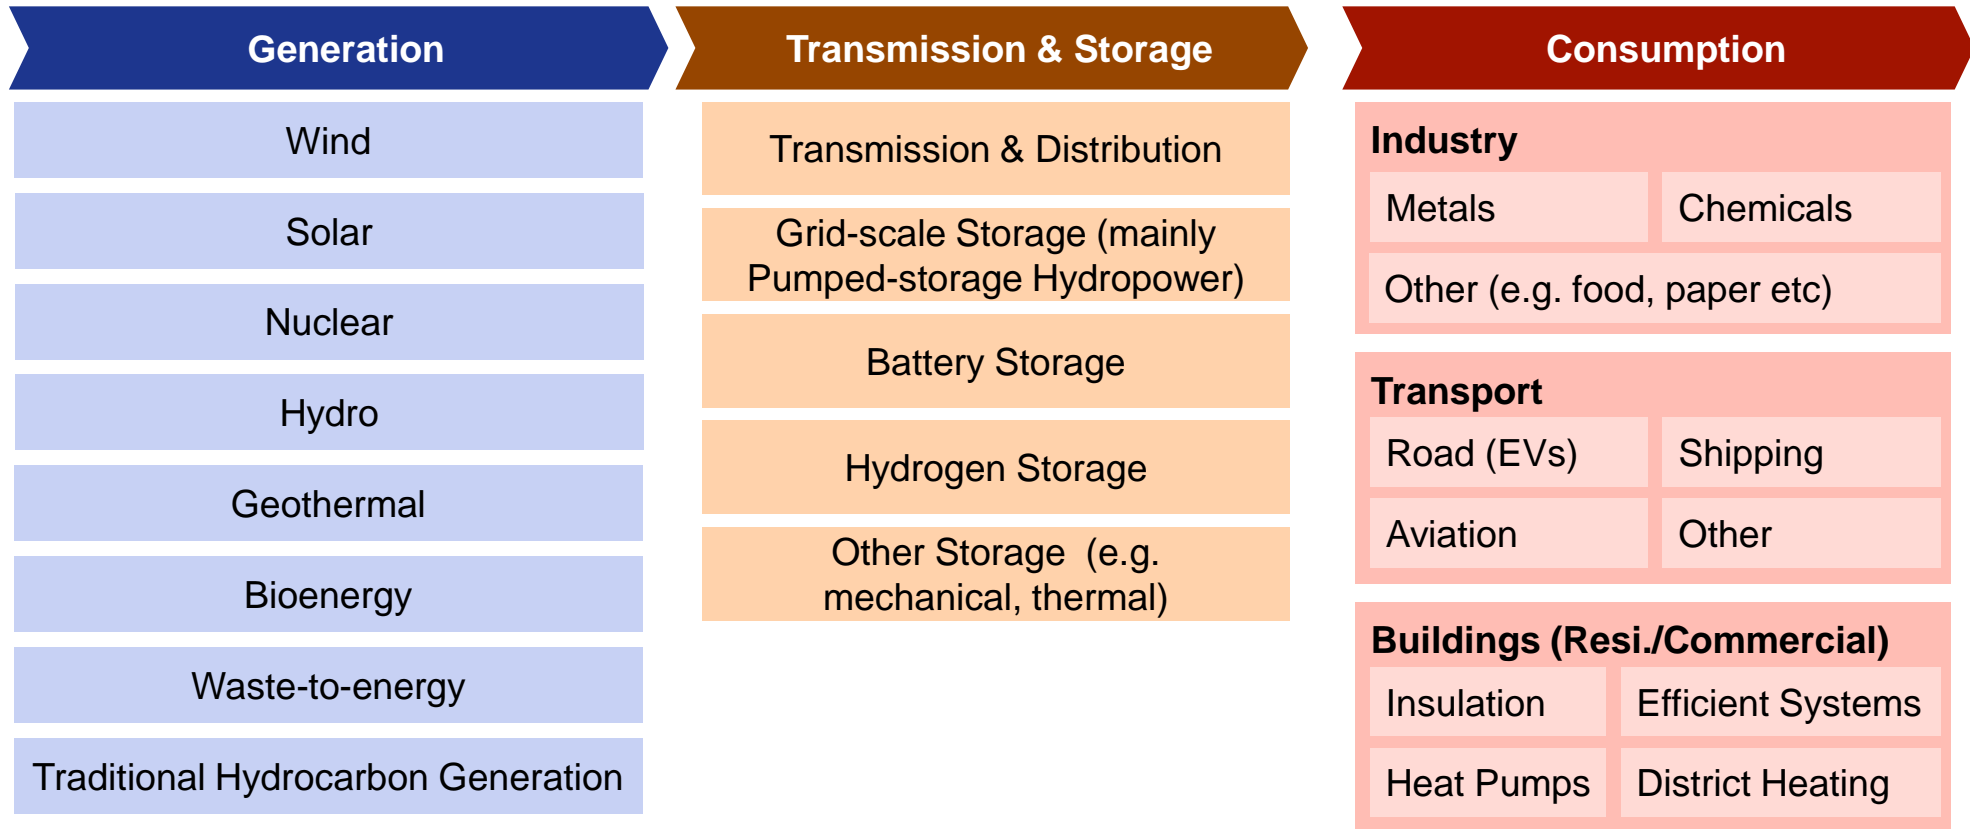 Generation
Wind
Solar
Nuclear
Hydro
Geothermal
Bioenergy
Waste-to-energy
Traditional Hydrocarbon Generation
Transmission & Storage
Transmission & Distribution
Grid-scale Storage (mainly
Pumped-storage Hydropower)
Battery Storage
Hydrogen Storage
Other Storage (e.g.
mechanical, thermal)
Consumption
Industry
Metals
Chemicals
Other (e.g. food, paper etc)
Transport
Road (EVs)
Shipping
Aviation
Other
Buildings (Resi./Commercial)
Insulation
Efficient Systems
Heat Pumps
District Heating